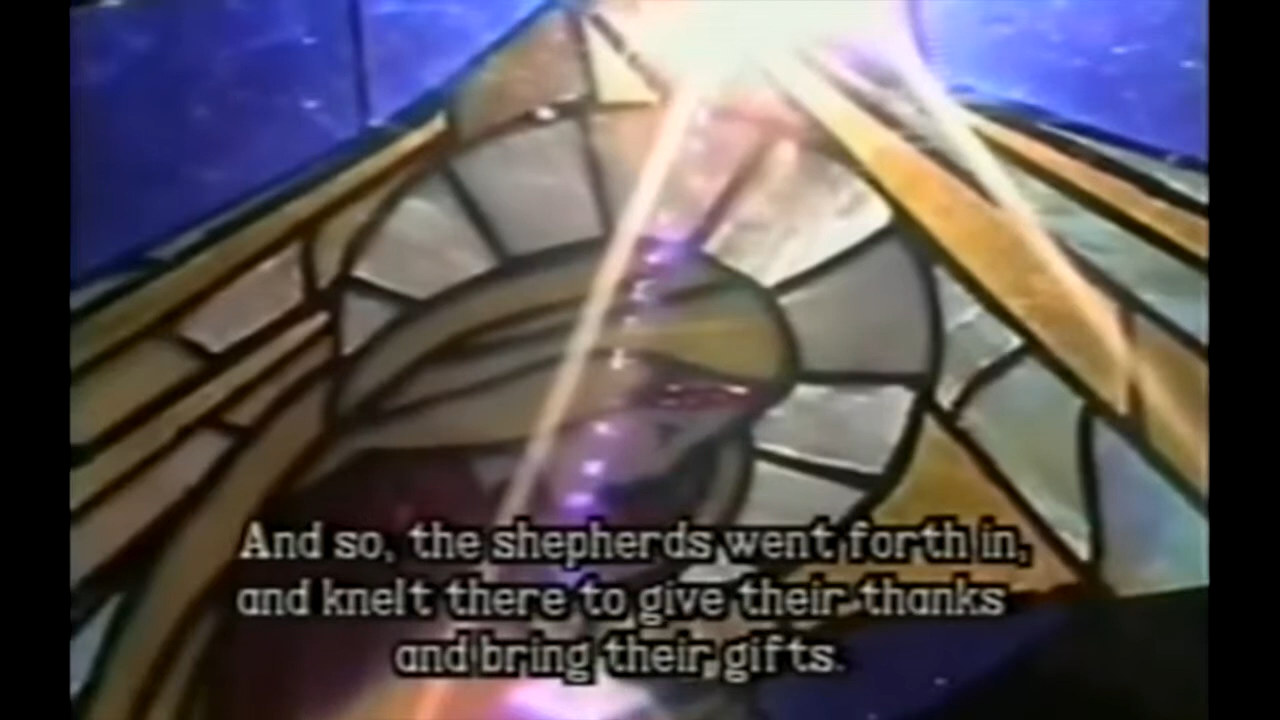 And so, the shepherds went forth in,
and knelt there to give their thanks
and bring their gifts.